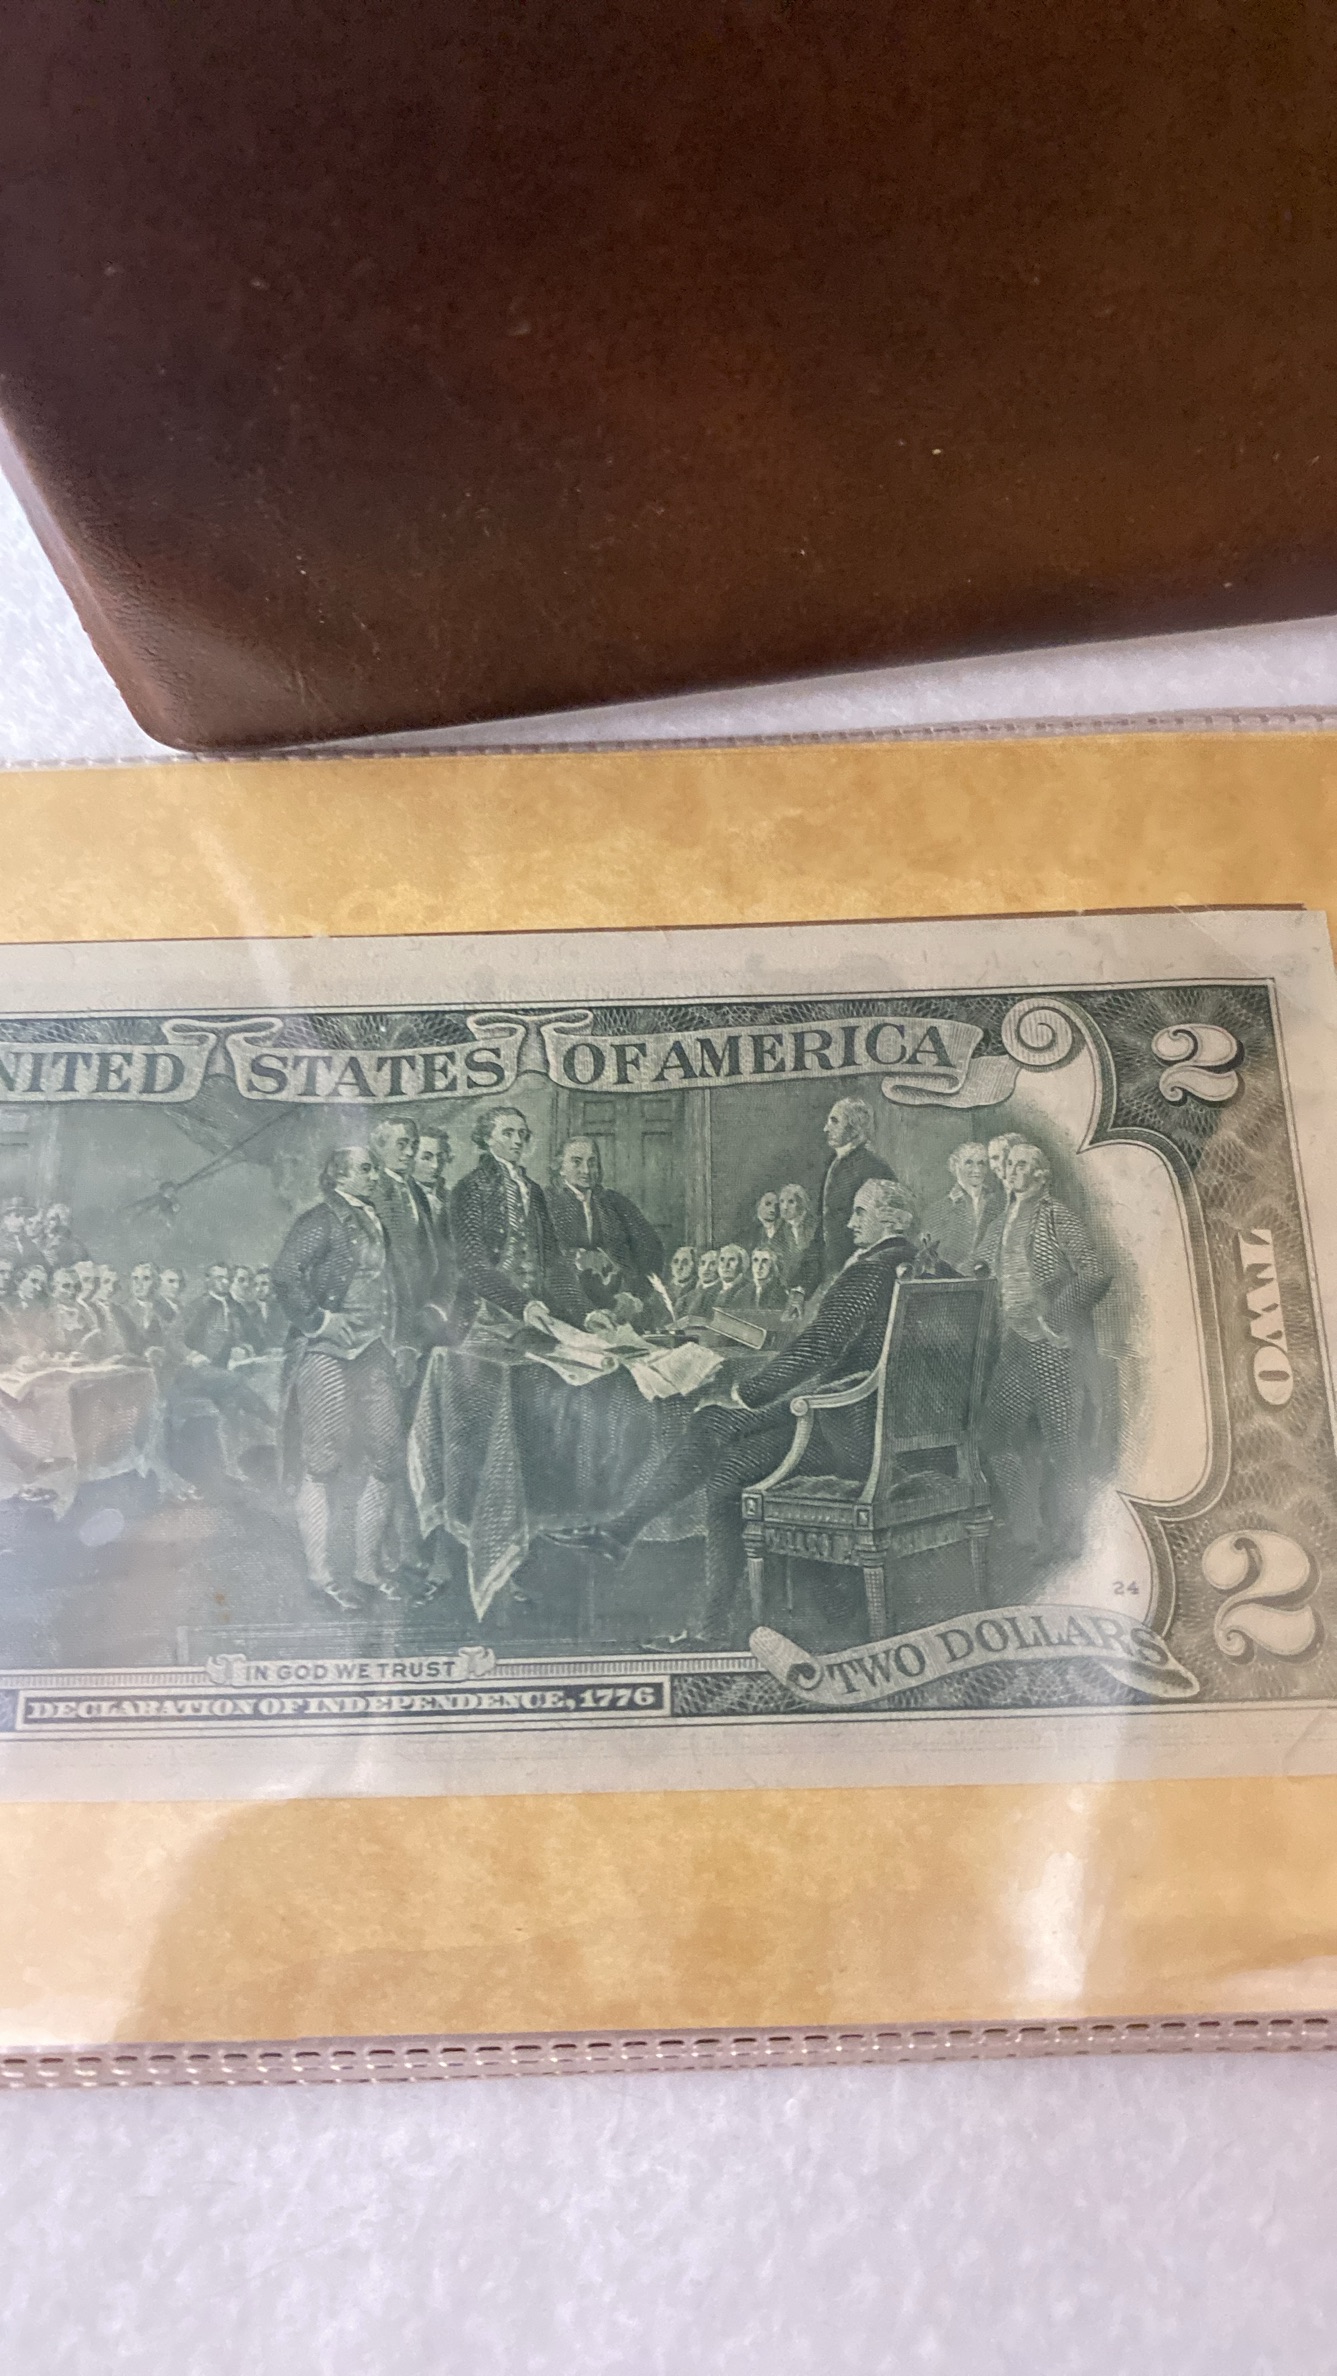 NITED STATES OF AMERICA
2
TWO
24
2
TWO DOLLARS
IN GOD WE TRUST
DECLARATION OF INDEPENDENCE, 1776